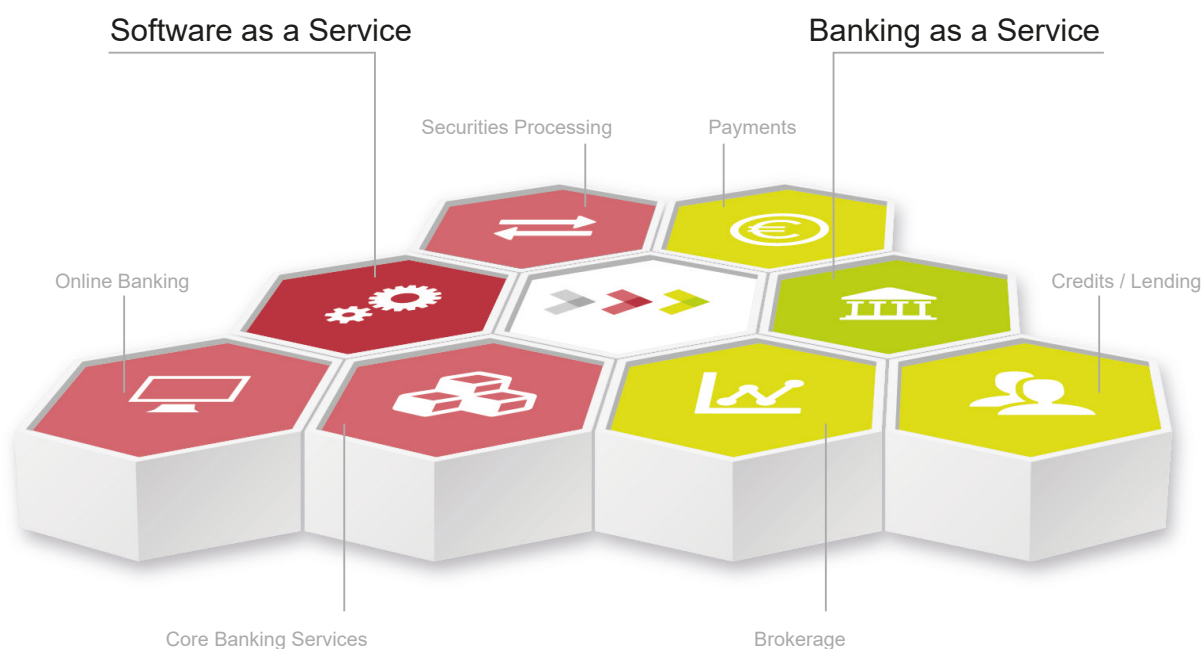 Software as a Service
Banking as a Service
Securities Processing
Payments
Online Banking
Credits / Lending
Core Banking Services
Brokerage